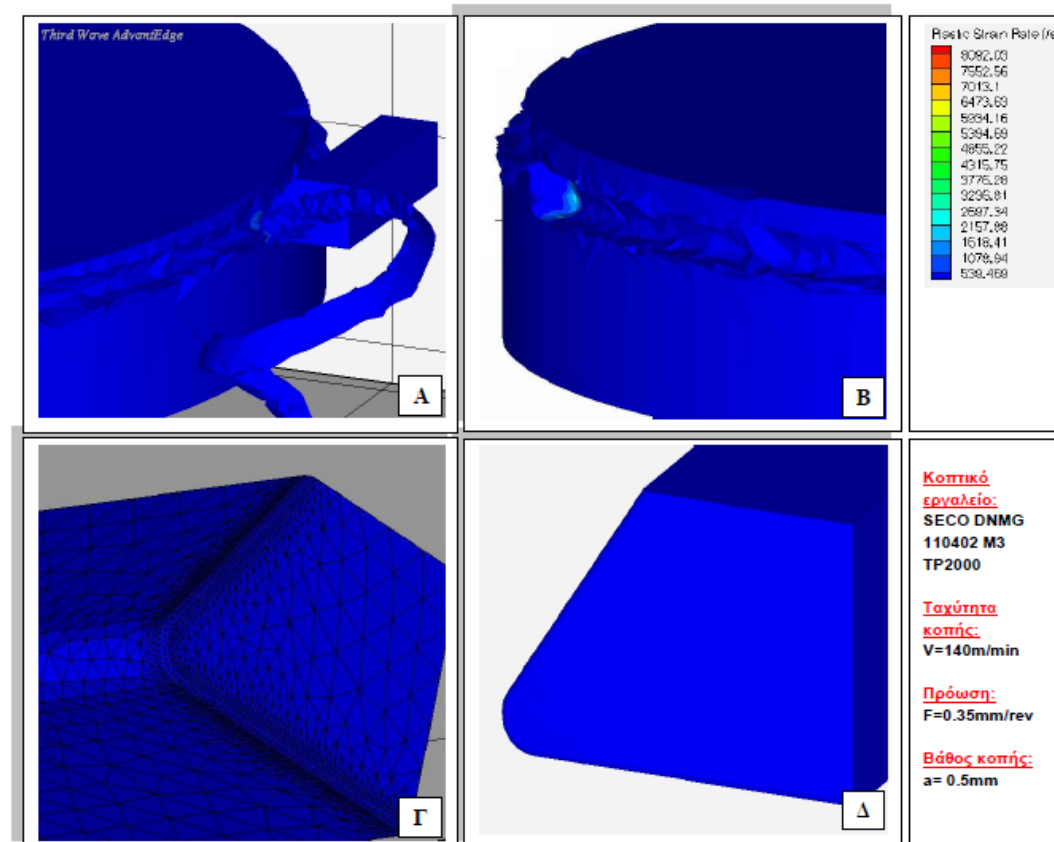 Third Wave AdvantEdge
A
B
Plastic Strain Rate (/s
8092.03
7552.56
7013.1
6473.63
5934.16
5394.69
4855.22
4315.75
3776.28
3236.81
2697.34
2157.88
1618.41
1078.94
539.469
Γ
Δ
Κοπτικό
εργαλείο:
SECO DNMG
110402 M3
TP2000
Ταχύτητα
κοπής:
V=140m/min
Πρόωση:
F=0.35mm/rev
Βάθος κοπής:
a= 0.5mm